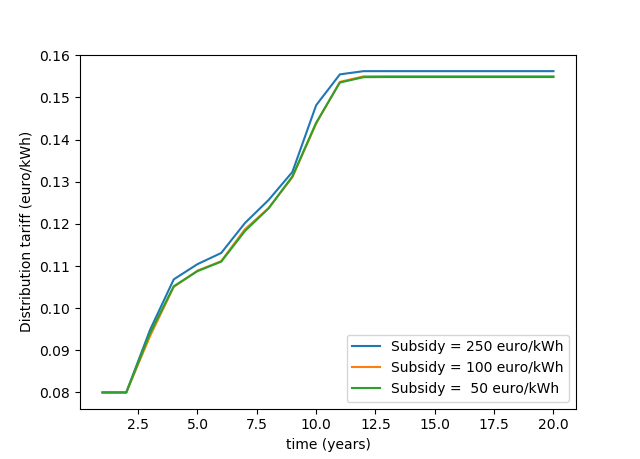 0.16
0.15
0.14
0.13
0.12
0.11
0.10
0.09
0.08
Distribution tariff (euro/kWh)
Subsidy = 250 euro/kWh
Subsidy = 100 euro/kWh
Subsidy =  50 euro/kWh
2.5 5.0 7.5 10.0 12.5 15.0 17.5 20.0
time (years)